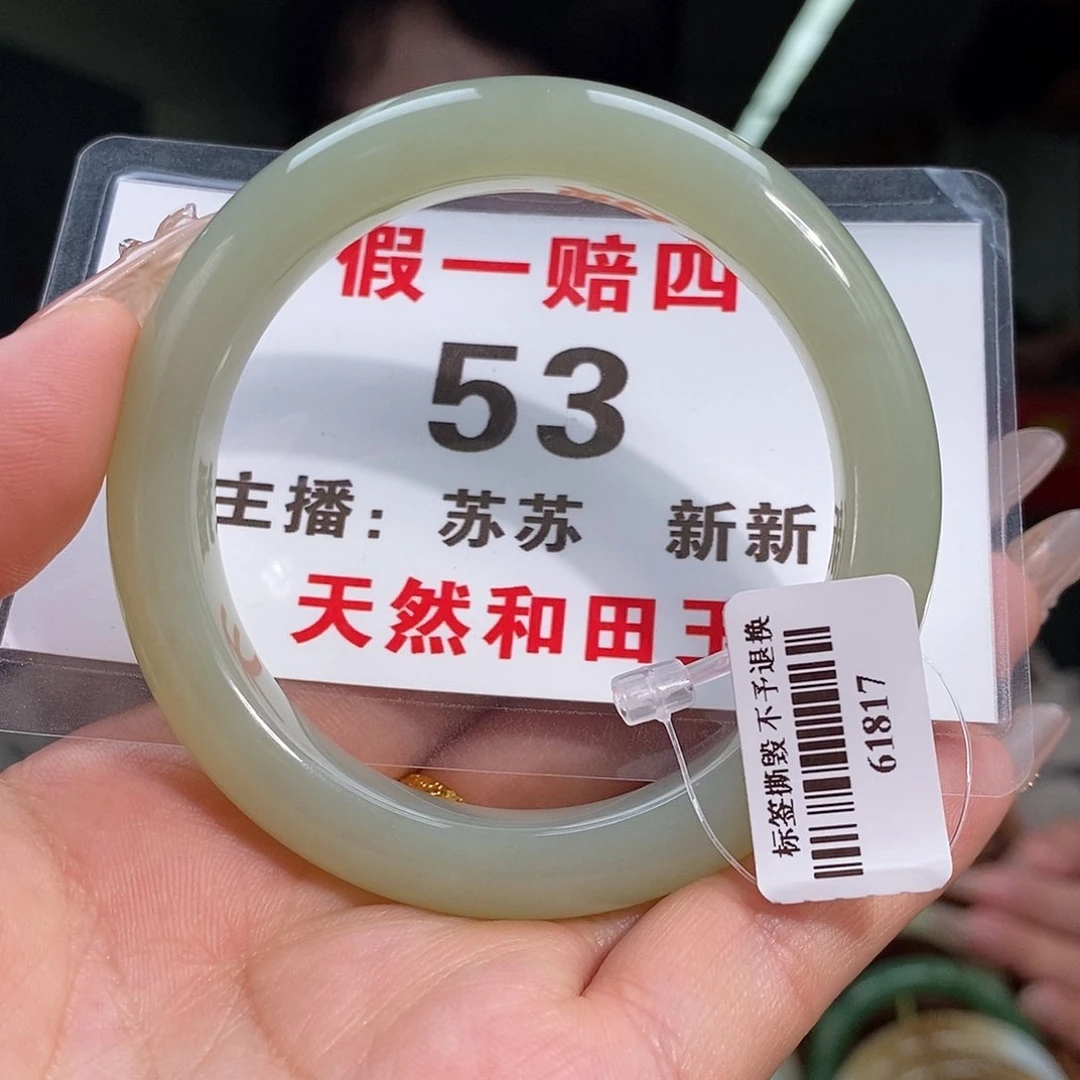 假一赔四
53
主播： 苏苏 新新
天然和田玉
标签撕毁 不予退换
61817